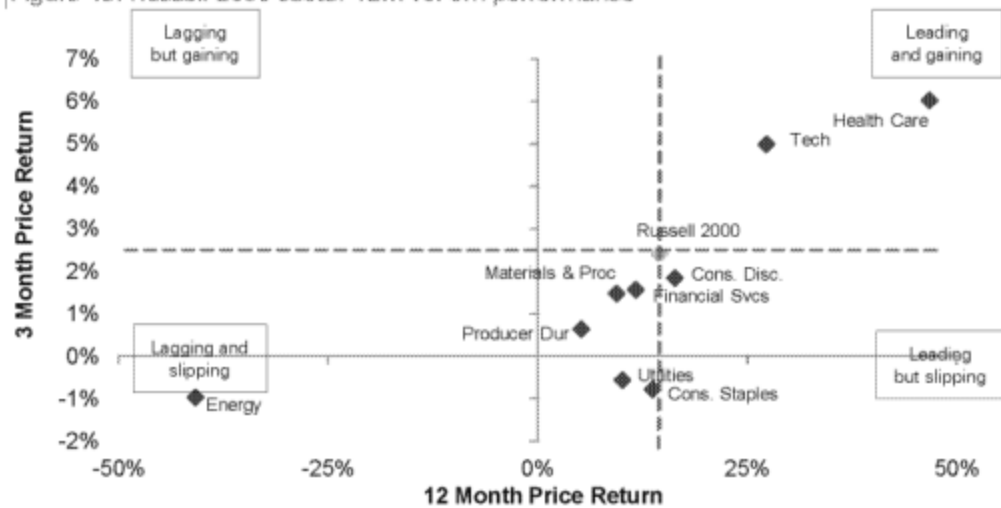 Lagging
but gaining
Leading
and gaining
7%
6%
5%
4%
3%
2%
1%
0%
-1%
-2%
3 Month Price Return
Health Care
Tech
Russell 2000
Materials & Proc
Cons. Disc.
Financial Svcs
Producer Dur
Lagging and
slipping
Leading
but slipping
Utilities
Cons. Staples
Energy
-50%
-25%
0%
25%
50%
12 Month Price Return